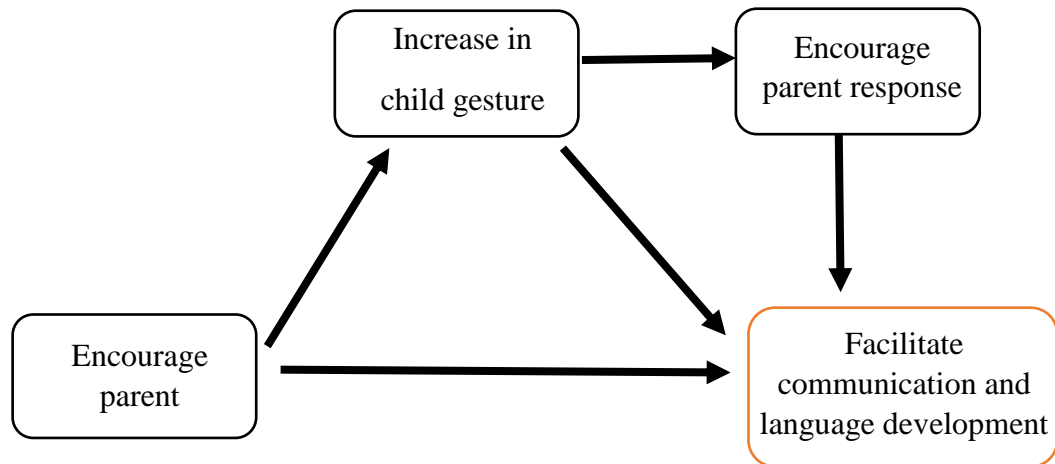 Increase in
child gesture
Encourage
parent response
Encourage
parent
Facilitate
communication and
language development